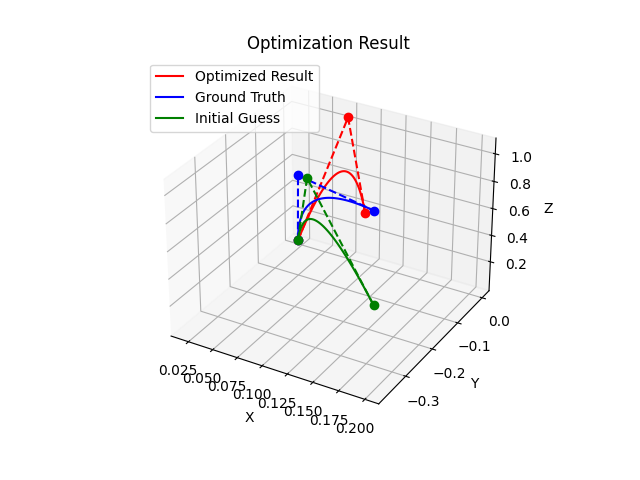 Optimization Result
Optimized Result
Ground Truth
Initial Guess
1.0
0.8
0.6
0.4
0.2
Z
0.0
−0.1
−0.2
−0.3
Y
0.025
0.050
0.075
0.100
0.125
0.150
0.175
0.200
X